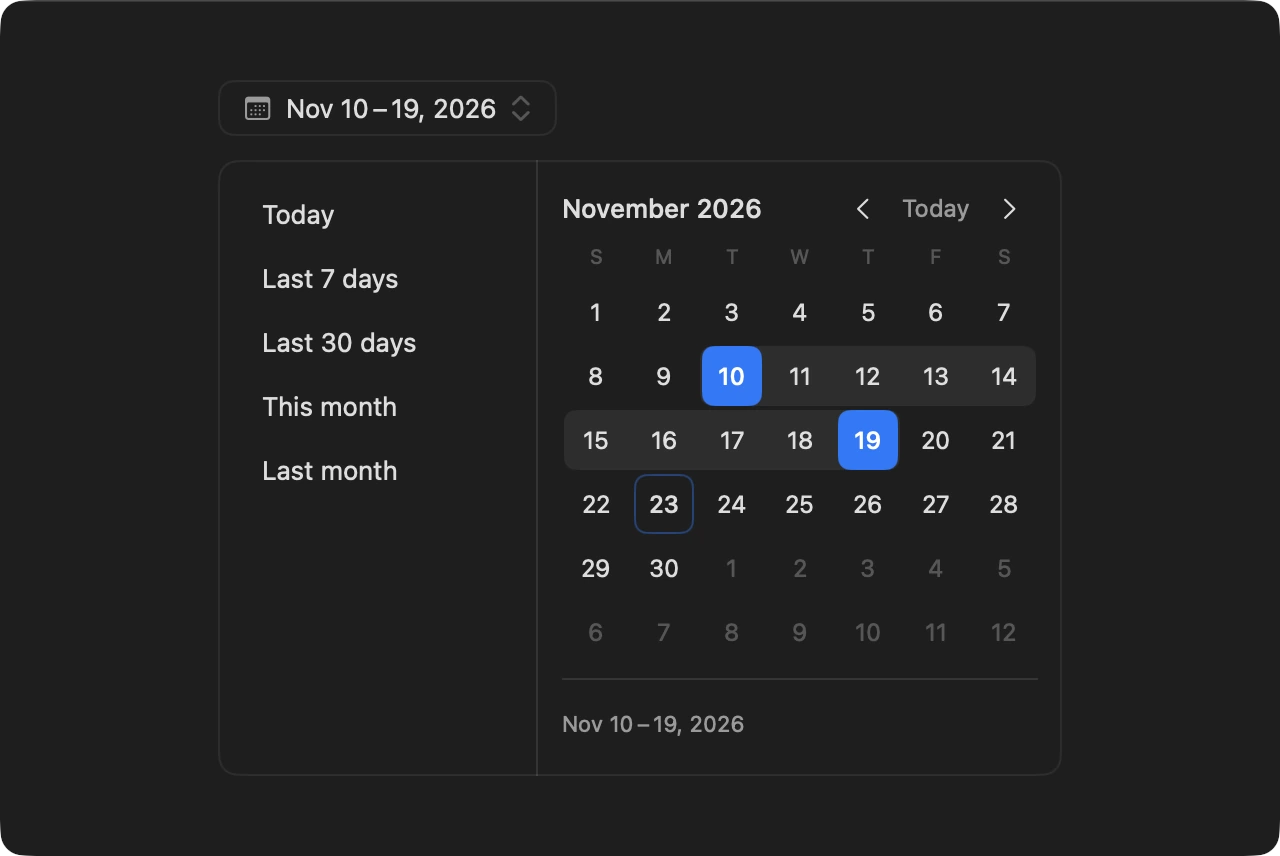 Nov 10 – 19, 2026
Today
Last 7 days
Last 30 days
This month
Last month
November 2026 Today
S M T W T F S
1 2 3 4 5 6 7
8 9 10 11 12 13 14
15 16 17 18 19 20 21
22 23 24 25 26 27 28
29 30 1 2 3 4 5
6 7 8 9 10 11 12
Nov 10 – 19, 2026